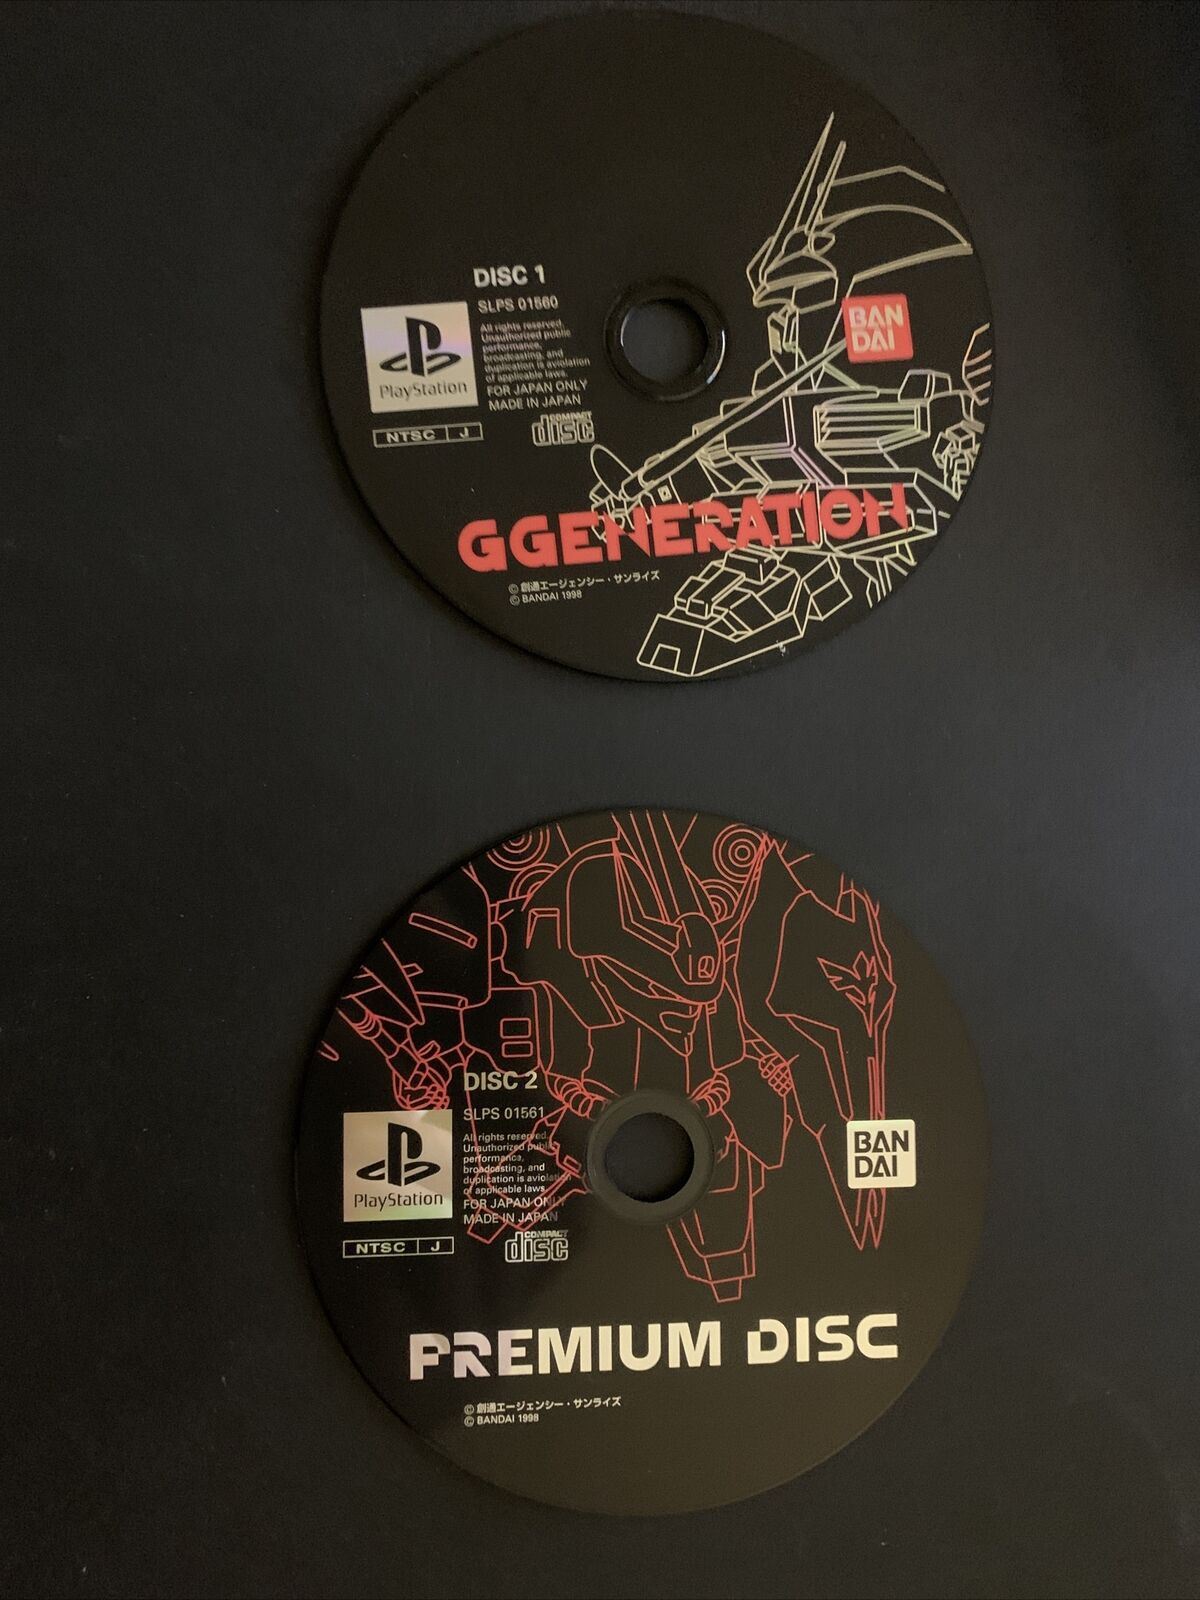 DISC 1
SLPS 01560
All rights reserved.
Unauthorized public
performance,
broadcasting, and
duplication is aviolation
of applicable laws.
FOR JAPAN ONLY
MADE IN JAPAN
PlayStation
NTSC J
COMPACT
disc
BAN
DAI
GGENERATION
© 創通エージェンシー・サンライズ
© BANDAI 1998
DISC 2
SLPS 01561
All rights reserved.
Unauthorized public
performance,
broadcasting, and
duplication is aviolation
of applicable laws.
FOR JAPAN ONLY
MADE IN JAPAN
PlayStation
NTSC J
COMPACT
disc
BAN
DAI
PREMIUM DISC
© 創通エージェンシー・サンライズ
© BANDAI 1998